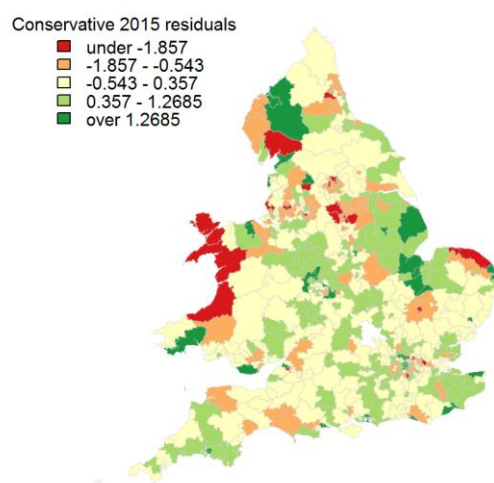 Conservative 2015 residuals
under -1.857
-1.857 - -0.543
-0.543 - 0.357
0.357 - 1.2685
over 1.2685